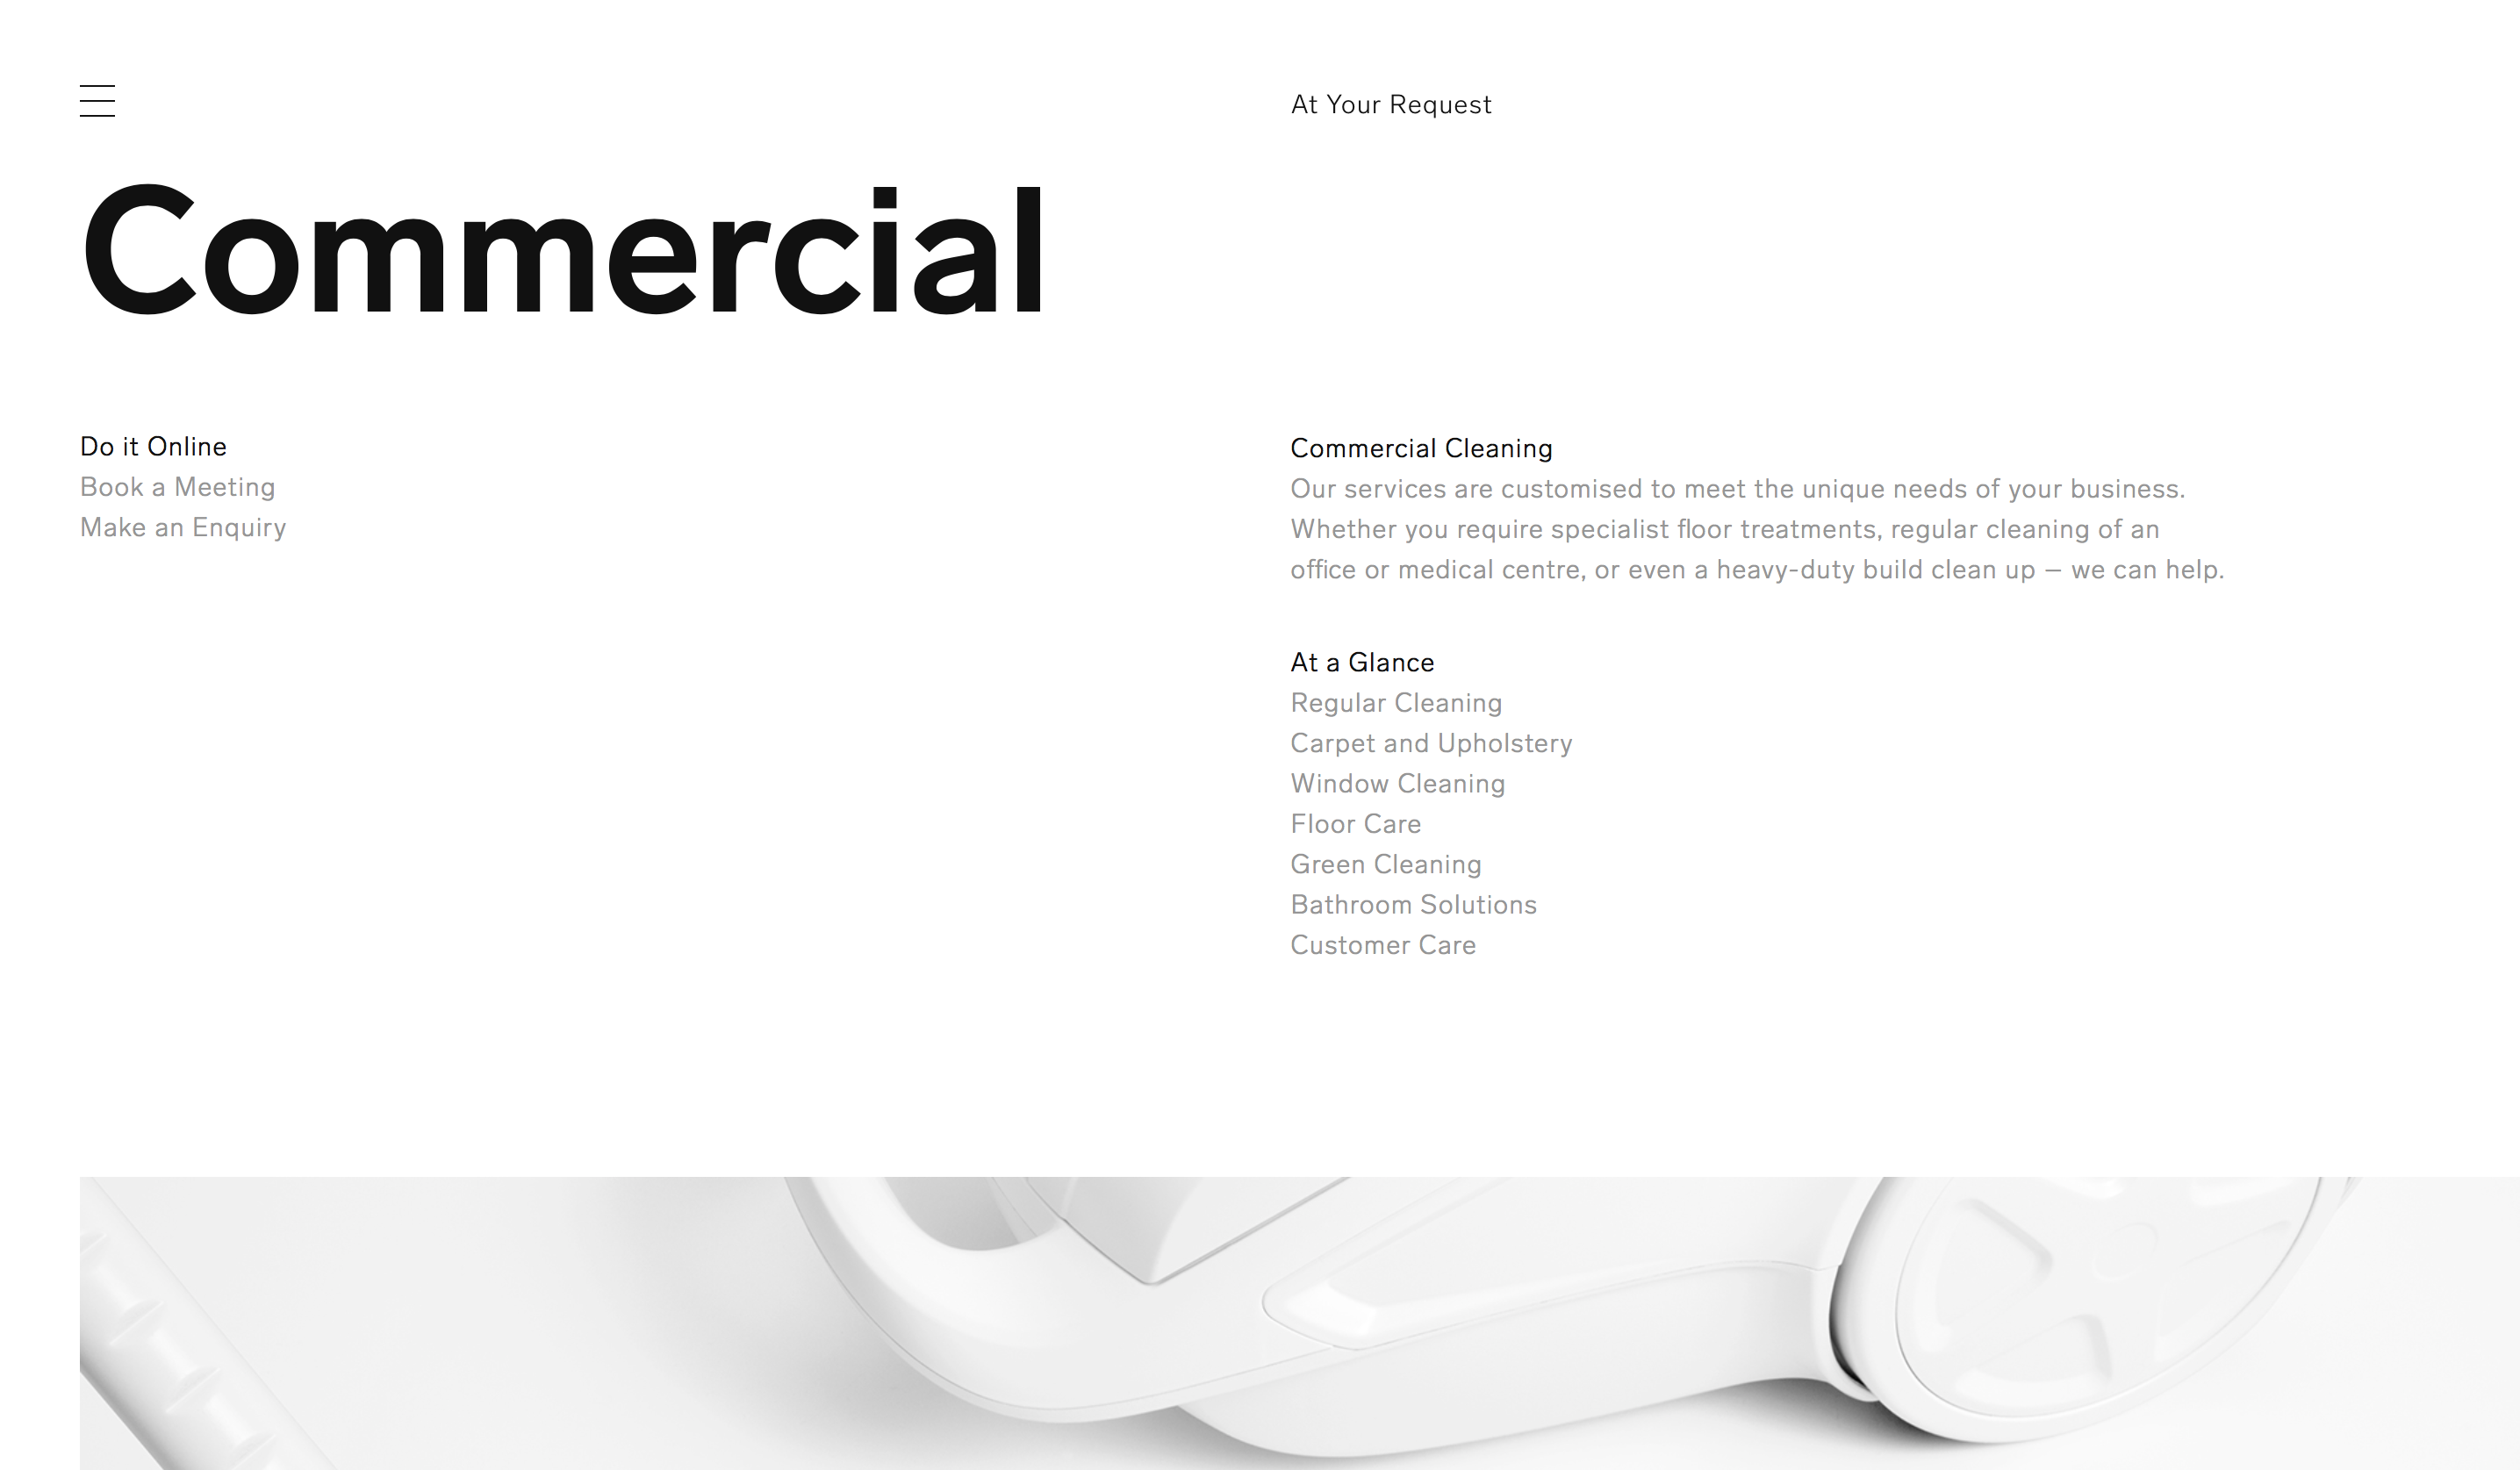 At Your Request
Commercial
Do it Online
Book a Meeting
Make an Enquiry
Commercial Cleaning
Our services are customised to meet the unique needs of your business.
Whether you require specialist floor treatments, regular cleaning of an
office or medical centre, or even a heavy-duty build clean up – we can help.
At a Glance
Regular Cleaning
Carpet and Upholstery
Window Cleaning
Floor Care
Green Cleaning
Bathroom Solutions
Customer Care